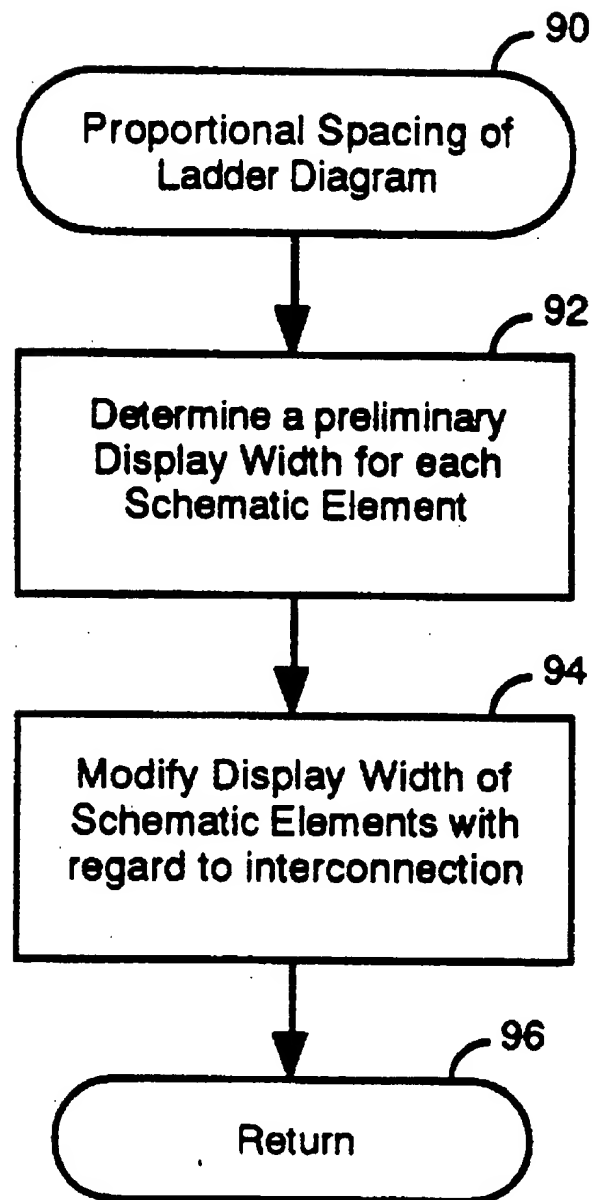 90
Proportional Spacing of
Ladder Diagram
92
Determine a preliminary
Display Width for each
Schematic Element
94
Modify Display Width of
Schematic Elements with
regard to interconnection
96
Return